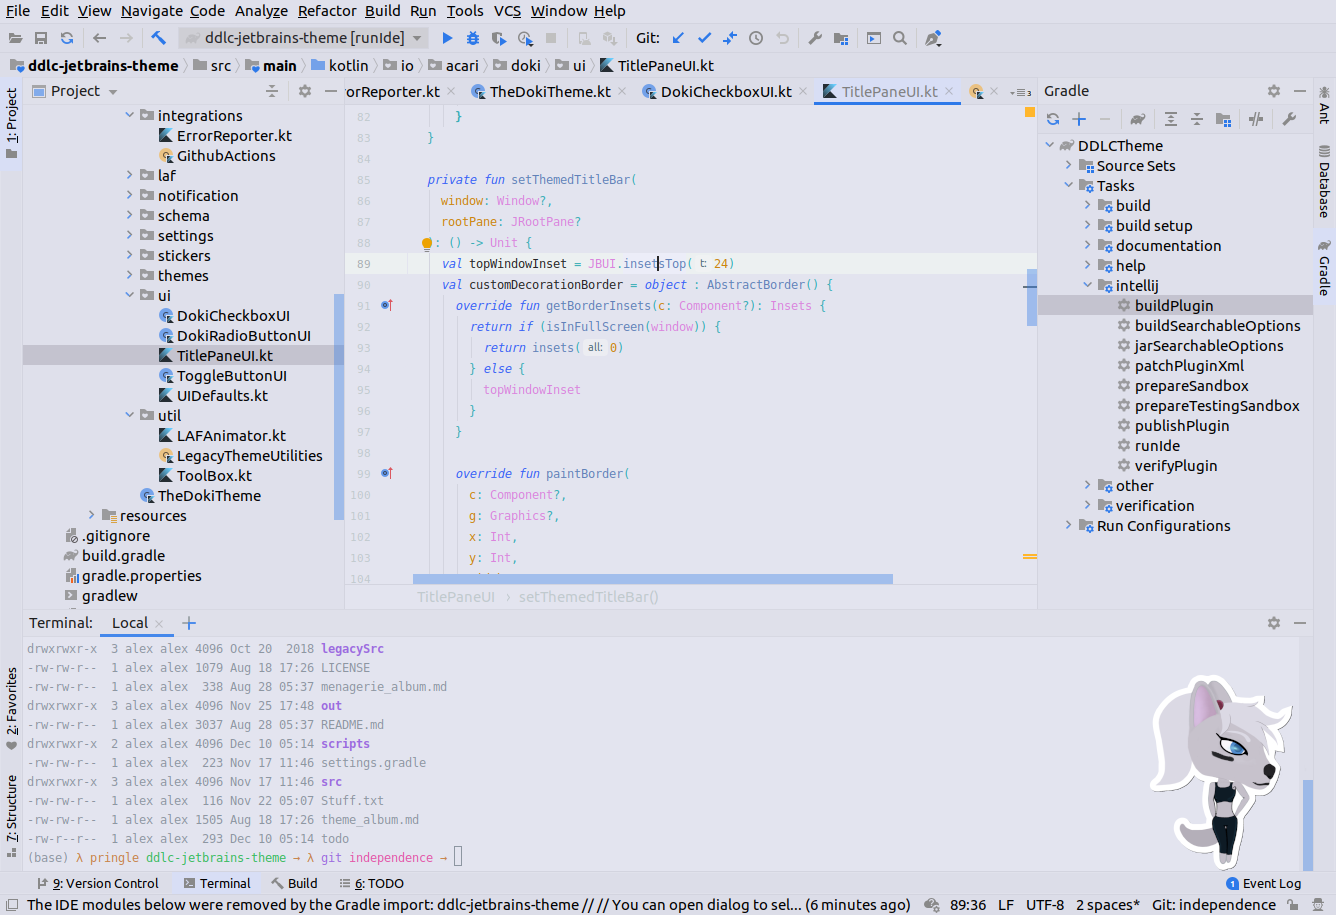 File Edit View Navigate Code Analyze Refactor Build Run Tools VCS Window Help
ddlc-jetbrains-theme [runIde] Git:
ddlc-jetbrains-theme src main kotlin io acari doki ui TitlePaneUI.kt
1: Project
2: Favorites
7: Structure
Project
integrations
ErrorReporter.kt
GithubActions
laf
notification
schema
settings
stickers
themes
ui
DokiCheckboxUI
DokiRadioButtonUI
TitlePaneUI.kt
ToggleButtonUI
UIDefaults.kt
util
LAFAnimator.kt
LegacyThemeUtilities
ToolBox.kt
TheDokiTheme
resources
.gitignore
build.gradle
gradle.properties
gradlew
orReporter.kt TheDokiTheme.kt DokiCheckboxUI.kt TitlePaneUI.kt 3
82 }
83 }
84
85 private fun setThemedTitleBar(
86 window: Window?,
87 rootPane: JRootPane?
88 : () -> Unit {
89 val topWindowInset = JBUI.insetsTop( t: 24)
90 val customDecorationBorder = object : AbstractBorder() {
91 override fun getBorderInsets(c: Component?): Insets {
92 return if (isInFullScreen(window)) {
93 return insets( all: 0)
94 } else {
95 topWindowInset
96 }
97 }
98
99 override fun paintBorder(
100 c: Component?,
101 g: Graphics?,
102 x: Int,
103 y: Int,
104
TitlePaneUI › setThemedTitleBar()
Gradle
DDLCTheme
Source Sets
Tasks
build
build setup
documentation
help
intellij
buildPlugin
buildSearchableOptions
jarSearchableOptions
patchPluginXml
prepareSandbox
prepareTestingSandbox
publishPlugin
runIde
verifyPlugin
other
verification
Run Configurations
Ant
Database
Gradle
Terminal: Local
drwxrwxr-x 3 alex alex 4096 Oct 20 2018 legacySrc
-rw-rw-r-- 1 alex alex 1079 Aug 18 17:26 LICENSE
-rw-rw-r-- 1 alex alex 338 Aug 28 05:37 menagerie_album.md
drwxrwxr-x 3 alex alex 4096 Nov 25 17:48 out
-rw-rw-r-- 1 alex alex 3037 Aug 28 05:37 README.md
drwxrwxr-x 2 alex alex 4096 Dec 10 05:14 scripts
-rw-rw-r-- 1 alex alex 223 Nov 17 11:46 settings.gradle
drwxrwxr-x 3 alex alex 4096 Nov 17 11:46 src
-rw-rw-r-- 1 alex alex 116 Nov 22 05:07 Stuff.txt
-rw-rw-r-- 1 alex alex 1505 Aug 18 17:26 theme_album.md
-rw-r--r-- 1 alex alex 293 Dec 10 05:14 todo
(base) λ pringle ddlc-jetbrains-theme → λ git independence →
9: Version Control Terminal Build 6: TODO 1 Event Log
The IDE modules below were removed by the Gradle import: ddlc-jetbrains-theme // // You can open dialog to sel... (6 minutes ago) 89:36 LF UTF-8 2 spaces* Git: independence